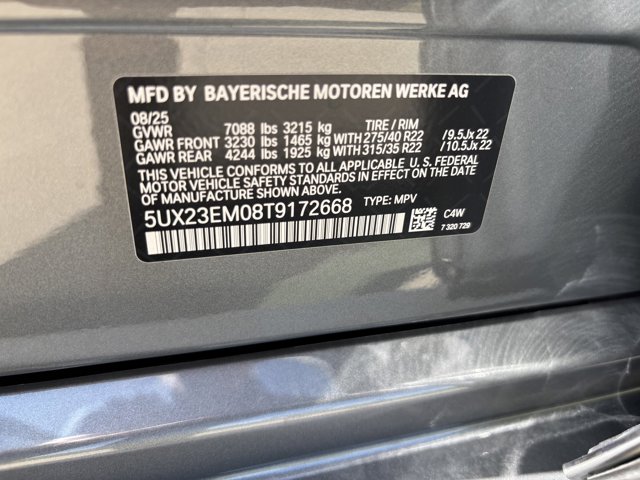 MFD BY BAYERISCHE MOTOREN WERKE AG
08/25
GVWR 7088 lbs 3215 kg TIRE / RIM
GAWR FRONT 3230 lbs 1465 kg WITH 275/40 R22 /9.5Jx22
GAWR REAR 4244 lbs 1925 kg WITH 315/35 R22 /10.5Jx22
THIS VEHICLE CONFORMS TO ALL APPLICABLE U.S. FEDERAL
MOTOR VEHICLE SAFETY STANDARDS IN EFFECT ON THE DATE
OF MANUFACTURE SHOWN ABOVE.
5UX23EM08T9172668 TYPE: MPV
C4W
7 320 729